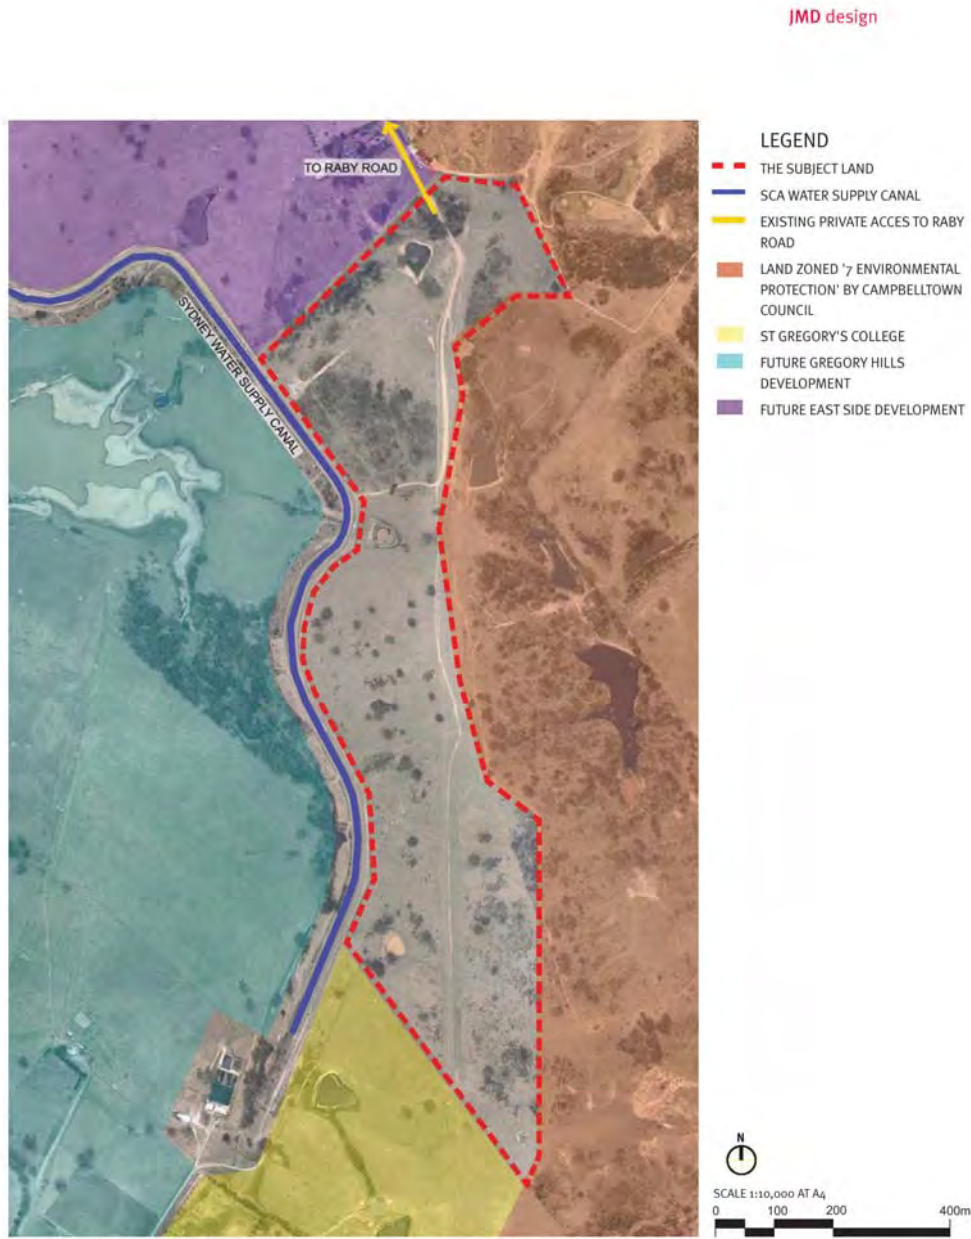 JMD design
TO RABY ROAD
SYDNEY WATER SUPPLY CANAL
LEGEND
THE SUBJECT LAND
SCA WATER SUPPLY CANAL
EXISTING PRIVATE ACCES TO RABY
ROAD
LAND ZONED '7 ENVIRONMENTAL
PROTECTION' BY CAMPBELLTOWN
COUNCIL
ST GREGORY'S COLLEGE
FUTURE GREGORY HILLS
DEVELOPMENT
FUTURE EAST SIDE DEVELOPMENT
N
SCALE 1:10,000 AT A4
0 100 200 400m